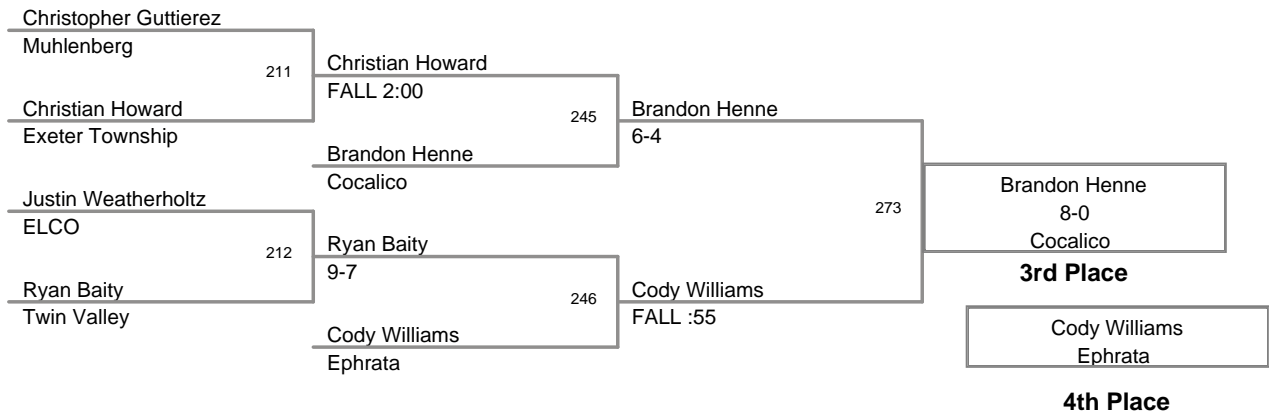 Christopher Guttierez
Muhlenberg
211
Christian Howard
Exeter Township
Christian Howard
FALL 2:00
245
Brandon Henne
Cocalico
Brandon Henne
6-4
Justin Weatherholtz
ELCO
212
Ryan Baity
Twin Valley
Ryan Baity
9-7
246
Cody Williams
Ephrata
Cody Williams
FALL :55
273
Brandon Henne
8-0
Cocalico
3rd Place
Cody Williams
Ephrata
4th Place